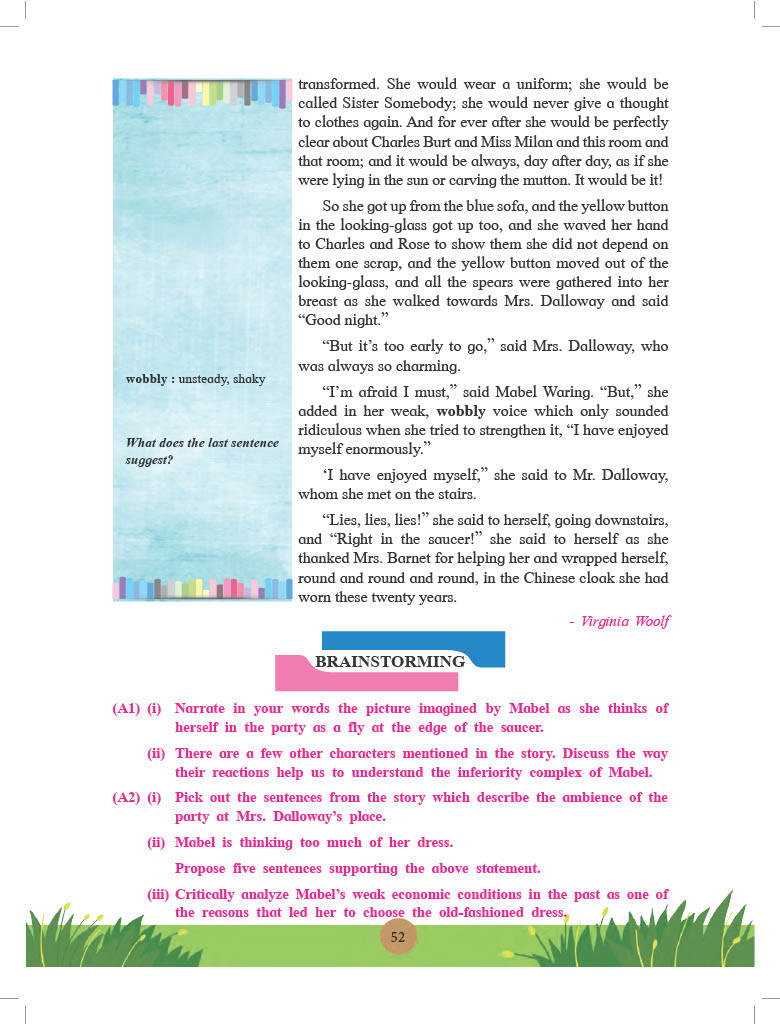 transformed. She would wear a uniform; she would be
called Sister Somebody; she would never give a thought
to clothes again. And for ever after she would be perfectly
clear about Charles Burt and Miss Milan and this room and
that room; and it would be always, day after day, as if she
were lying in the sun or carving the mutton. It would be it!
So she got up from the blue sofa, and the yellow button
in the looking-glass got up too, and she waved her hand
to Charles and Rose to show them she did not depend on
them one scrap, and the yellow button moved out of the
looking-glass, and all the spears were gathered into her
breast as she walked towards Mrs. Dalloway and said
“Good night.”
“But it’s too early to go,” said Mrs. Dalloway, who
was always so charming.
wobbly : unsteady, shaky
“I’m afraid I must,” said Mabel Waring. “But,” she
added in her weak, wobbly voice which only sounded
ridiculous when she tried to strengthen it, “I have enjoyed
myself enormously.”
What does the last sentence
suggest?
‘I have enjoyed myself,” she said to Mr. Dalloway,
whom she met on the stairs.
“Lies, lies, lies!” she said to herself, going downstairs,
and “Right in the saucer!” she said to herself as she
thanked Mrs. Barnet for helping her and wrapped herself,
round and round and round, in the Chinese cloak she had
worn these twenty years.
- Virginia Woolf
BRAINSTORMING
(A1) (i) Narrate in your words the picture imagined by Mabel as she thinks of
herself in the party as a fly at the edge of the saucer.
(ii) There are a few other characters mentioned in the story. Discuss the way
their reactions help us to understand the inferiority complex of Mabel.
(A2) (i) Pick out the sentences from the story which describe the ambience of the
party at Mrs. Dalloway’s place.
(ii) Mabel is thinking too much of her dress.
Propose five sentences supporting the above statement.
(iii) Critically analyze Mabel’s weak economic conditions in the past as one of
the reasons that led her to choose the old-fashioned dress.
52